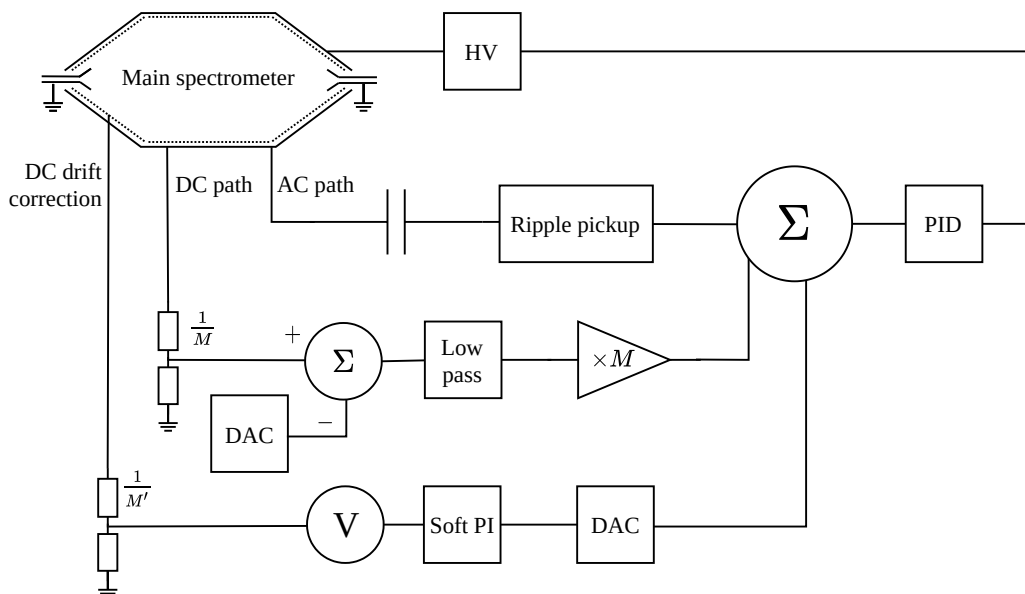 HV
Main spectrometer
DC drift
correction
DC path
AC path
Ripple pickup
Σ
PID
1
M
+
Σ
Low
pass
×M
DAC
−
1
M′
V
Soft PI
DAC